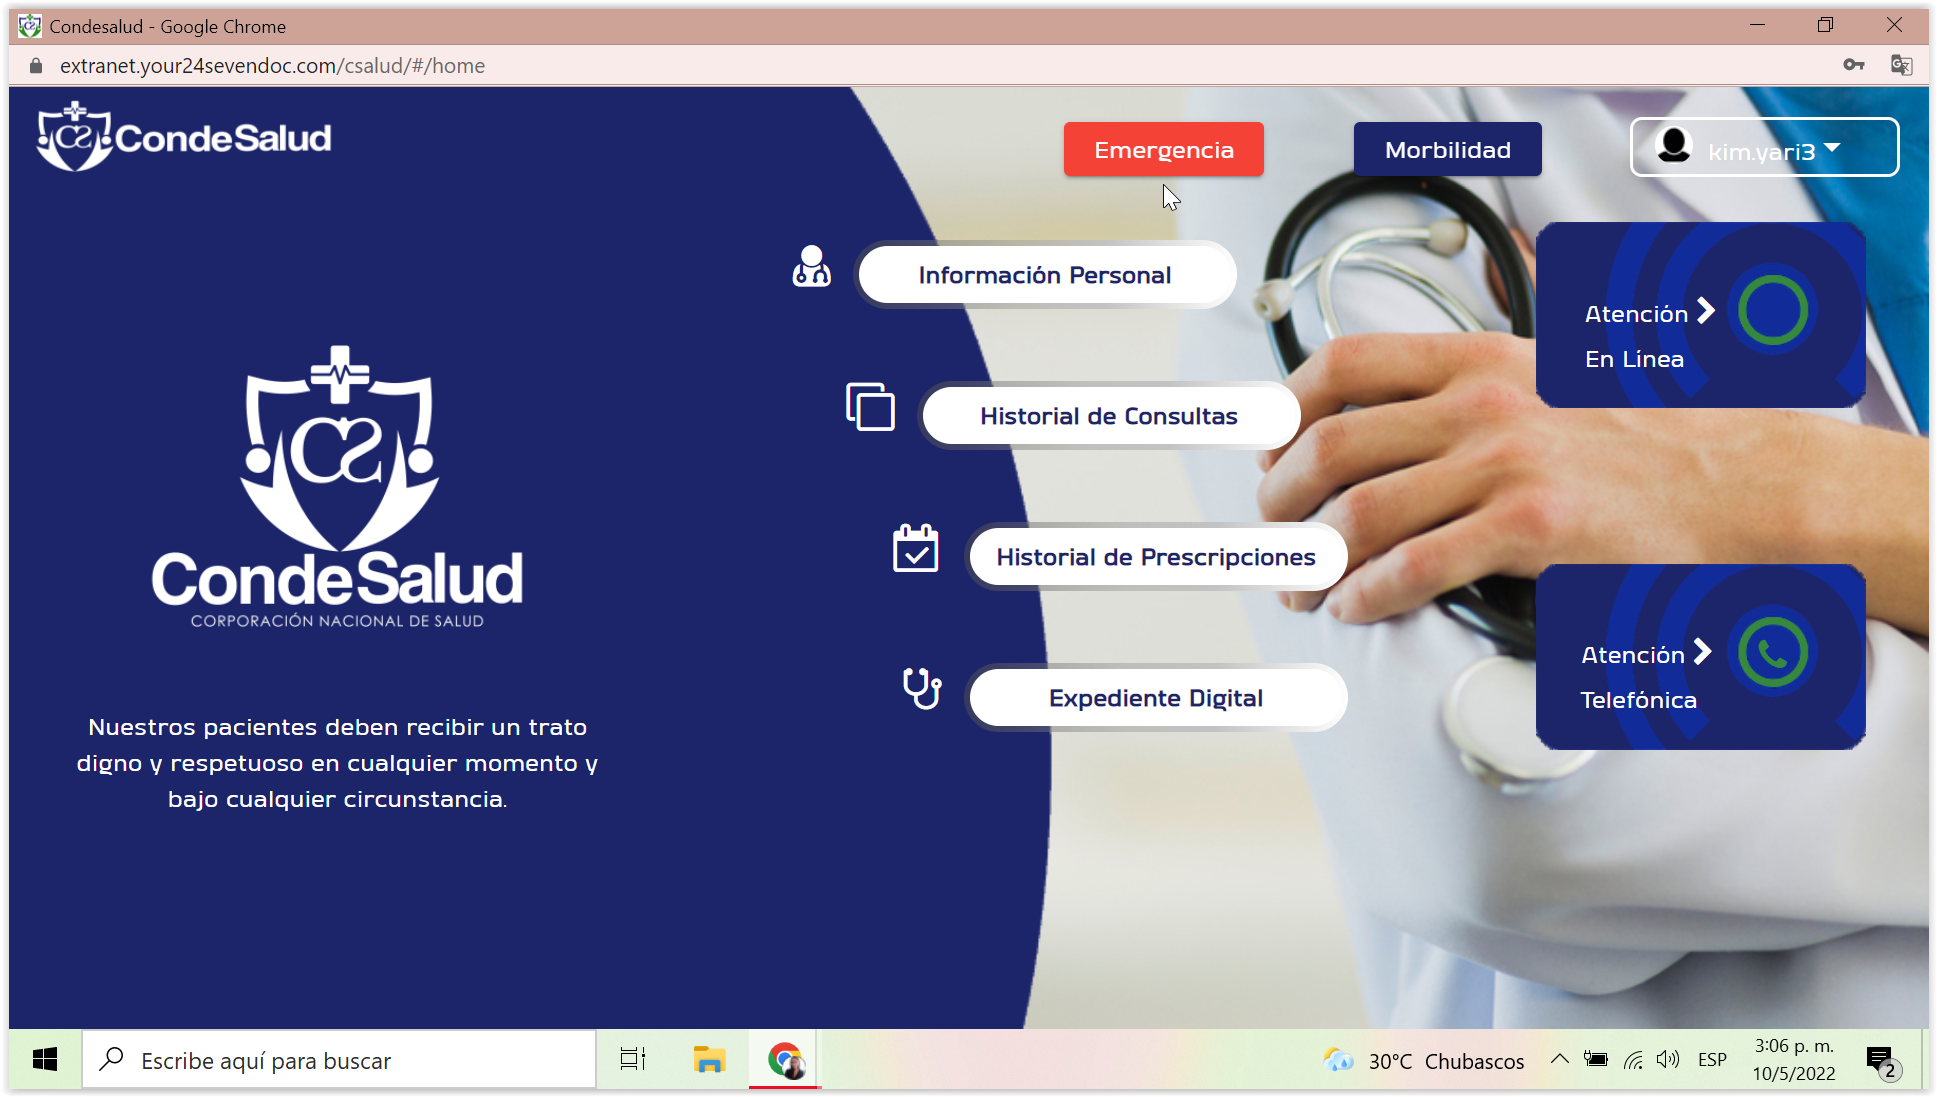 Condesalud - Google Chrome
extranet.your24sevendoc.com/csalud/#/home
CS CondeSalud
Emergencia
Morbilidad
kim.yari3
Información Personal
Historial de Consultas
Historial de Prescripciones
Expediente Digital
Atención
En Línea
Atención
Telefónica
CS
CondeSalud
CORPORACIÓN NACIONAL DE SALUD
Nuestros pacientes deben recibir un trato
digno y respetuoso en cualquier momento y
bajo cualquier circunstancia.
Escribe aquí para buscar
30°C Chubascos
ESP
3:06 p. m.
10/5/2022
2